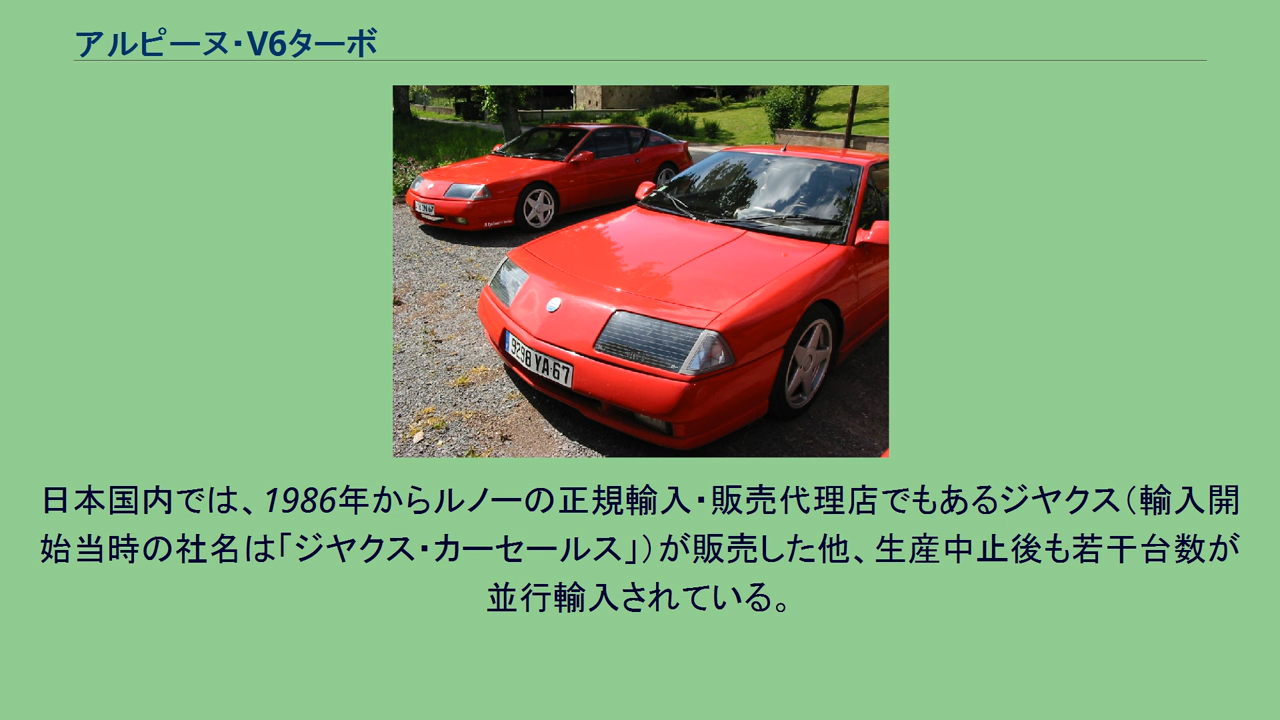 アルピーヌ・V6ターボ
9298 YA 67
日本国内では、1986年からルノーの正規輸入・販売代理店でもあるジヤクス（輸入開
始当時の社名は「ジヤクス・カーセールス」）が販売した他、生産中止後も若干台数が
並行輸入されている。